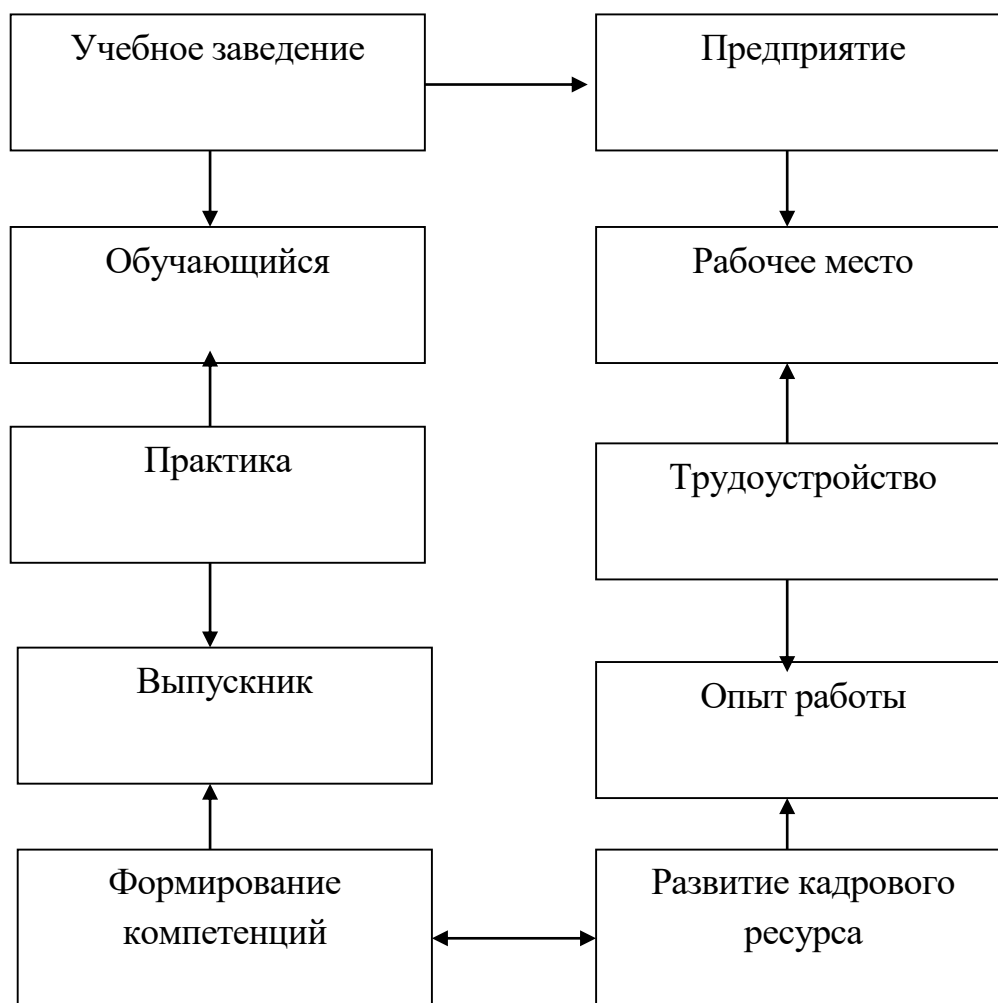 Учебное заведение
Предприятие
Обучающийся
Рабочее место
Практика
Трудоустройство
Выпускник
Опыт работы
Формирование
компетенций
Развитие кадрового
ресурса